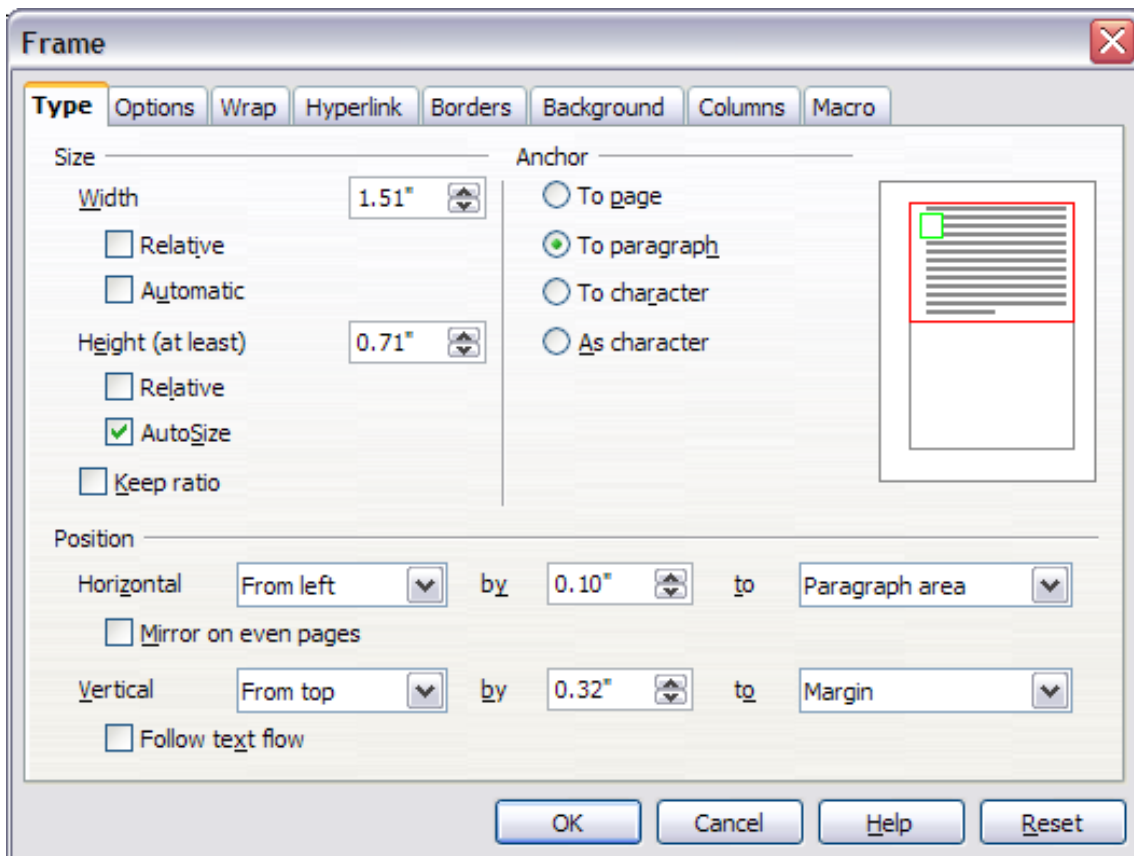 Frame
Type Options Wrap Hyperlink Borders Background Columns Macro
Size Anchor
Width 1.51" To page
Relative To paragraph
Automatic To character
Height (at least) 0.71" As character
Relative
AutoSize
Keep ratio
Position
Horizontal From left by 0.10" to Paragraph area
Mirror on even pages
Vertical From top by 0.32" to Margin
Follow text flow
OK Cancel Help Reset